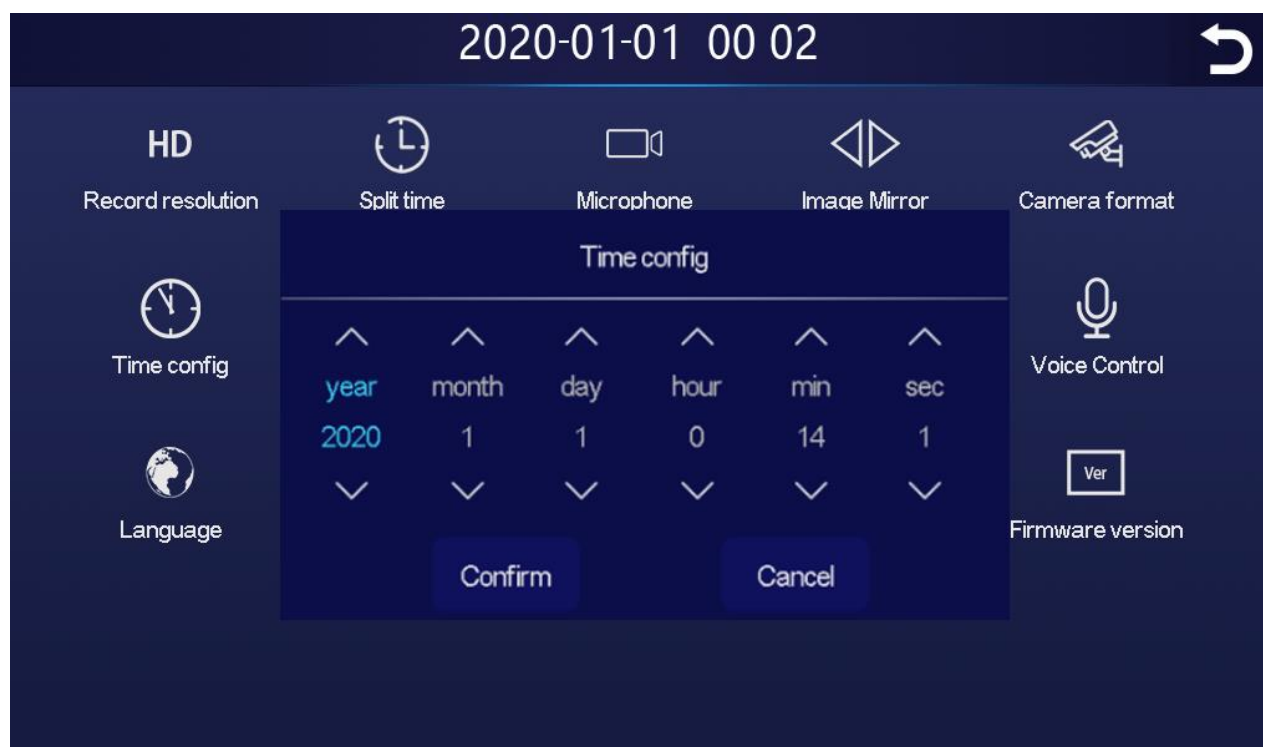 2020-01-01 00 02
HD
Record resolution
Split time
Microphone
Image Mirror
Camera format
Time config
Time config
year month day hour min sec
2020 1 1 0 14 1
Confirm Cancel
Voice Control
Language
Ver
Firmware version